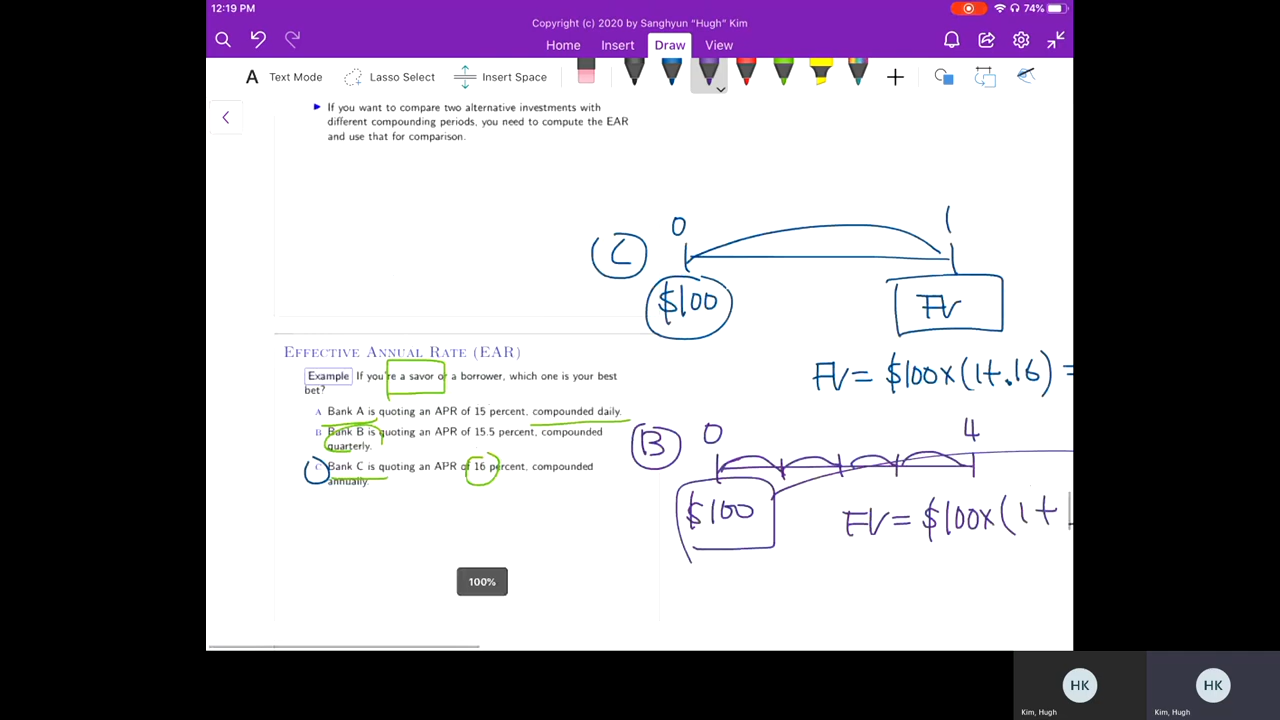 12:19 PM
74%
Copyright (c) 2020 by Sanghyun "Hugh" Kim
Home Insert Draw View
A Text Mode Lasso Select Insert Space
If you want to compare two alternative investments with
different compounding periods, you need to compute the EAR
and use that for comparison.
0 1
C
$100 FV
FV = $100x(1+.16) =
EFFECTIVE ANNUAL RATE (EAR)
Example If you're a savor or a borrower, which one is your best
bet?
A Bank A is quoting an APR of 15 percent, compounded daily.
B Bank B is quoting an APR of 15.5 percent, compounded
quarterly.
C Bank C is quoting an APR of 16 percent, compounded
annually.
B 0 4
$100
FV = $100x(1+
100%
HK HK
Kim, Hugh Kim, Hugh